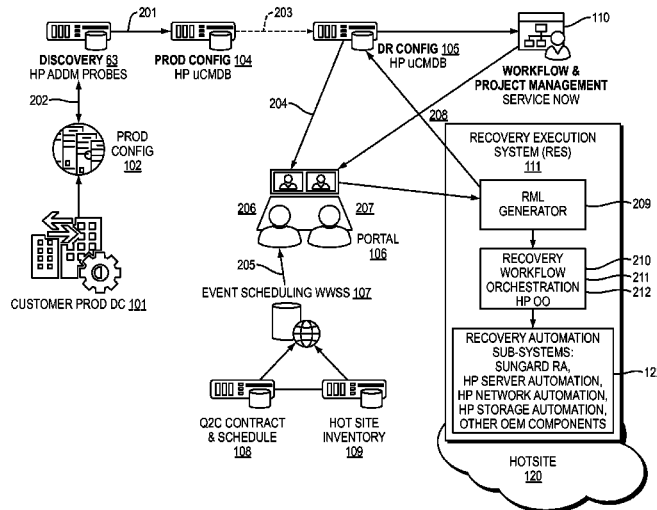 201
203
110
DISCOVERY 63
HP ADDM PROBES
PROD CONFIG 104
HP uCMDB
DR CONFIG 105
HP uCMDB
WORKFLOW &
PROJECT MANAGEMENT
SERVICE NOW
202
204
208
PROD
CONFIG
102
RECOVERY EXECUTION
SYSTEM (RES)
111
RML
GENERATOR
209
206
207
PORTAL
106
205
RECOVERY
WORKFLOW
ORCHESTRATION
HP OO
210
211
212
CUSTOMER PROD DC 101
EVENT SCHEDULING WWSS 107
RECOVERY AUTOMATION
SUB-SYSTEMS:
SUNGARD RA,
HP SERVER AUTOMATION,
HP NETWORK AUTOMATION,
HP STORAGE AUTOMATION,
OTHER OEM COMPONENTS
12
Q2C CONTRACT
& SCHEDULE
108
HOT SITE
INVENTORY
109
HOTSITE
120